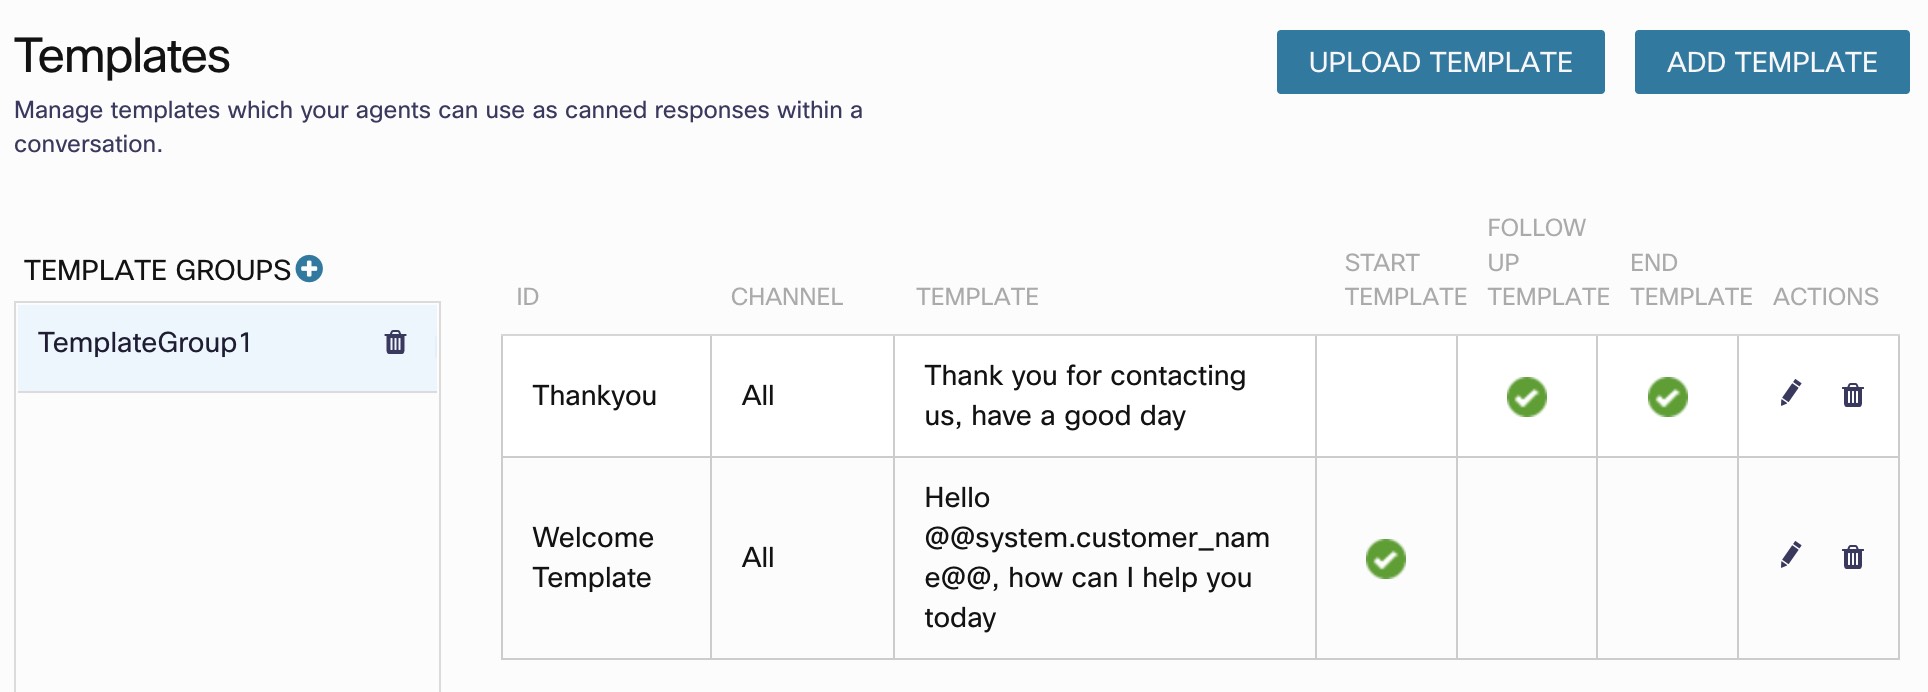 Templates
UPLOAD TEMPLATE
ADD TEMPLATE
Manage templates which your agents can use as canned responses within a
conversation.
TEMPLATE GROUPS
TemplateGroup1
ID
CHANNEL
TEMPLATE
START
TEMPLATE
FOLLOW
UP
TEMPLATE
END
TEMPLATE
ACTIONS
Thankyou
All
Thank you for contacting
us, have a good day
Welcome
Template
All
Hello
@@system.customer_nam
e@@, how can I help you
today